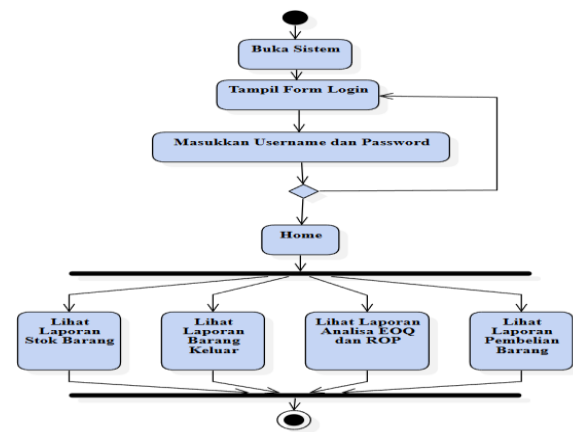 Buka Sistem
Tampil Form Login
Masukkan Username dan Password
Home
Lihat
Laporan
Stok Barang
Lihat
Laporan
Barang
Keluar
Lihat Laporan
Analisa EOQ
dan ROP
Lihat
Laporan
Pembelian
Barang